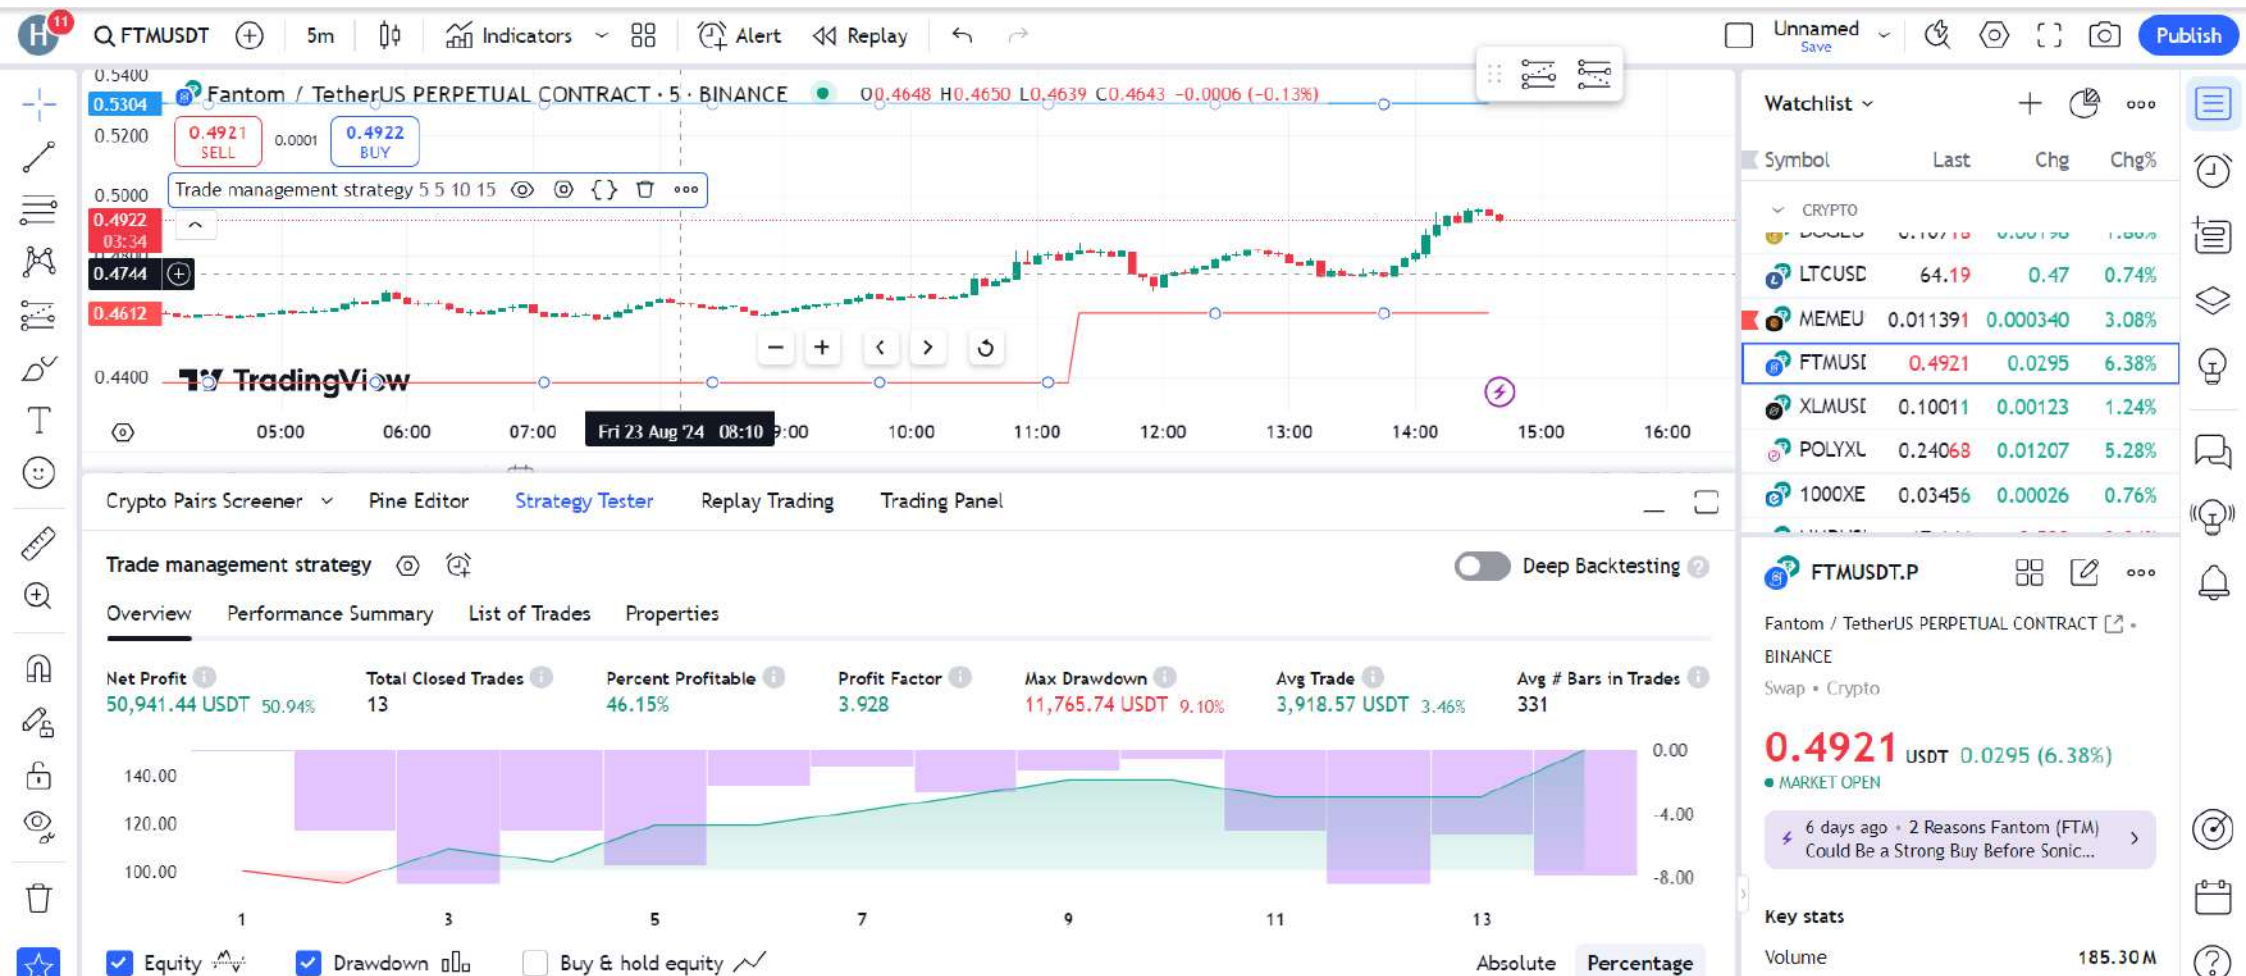 H 11 FTMUSDT 5m Indicators Alert Replay Unnamed Save Publish
0.5400
0.5304
0.5200
0.5000
0.4922
03:34
0.4744
0.4612
0.4400
Fantom / TetherUS PERPETUAL CONTRACT · 5 · BINANCE O0.4648 H0.4650 L0.4639 C0.4643 −0.0006 (−0.13%)
0.4921 SELL 0.0001 0.4922 BUY
Trade management strategy 5 5 10 15
TradingView
05:00 06:00 07:00 Fri 23 Aug '24 08:10 9:00 10:00 11:00 12:00 13:00 14:00 15:00 16:00
Crypto Pairs Screener Pine Editor Strategy Tester Replay Trading Trading Panel
Trade management strategy Deep Backtesting
Overview Performance Summary List of Trades Properties
Net Profit Total Closed Trades Percent Profitable Profit Factor Max Drawdown Avg Trade Avg # Bars in Trades
50,941.44 USDT 50.94% 13 46.15% 3.928 11,765.74 USDT 9.10% 3,918.57 USDT 3.46% 331
140.00 0.00
120.00 -4.00
100.00 -8.00
1 3 5 7 9 11 13
Equity Drawdown Buy & hold equity Absolute Percentage
Watchlist
Symbol Last Chg Chg%
CRYPTO
LTCUSD 64.19 0.47 0.74%
MEMEU 0.011391 0.000340 3.08%
FTMUSI 0.4921 0.0295 6.38%
XLMUSI 0.10011 0.00123 1.24%
POLYXU 0.24068 0.01207 5.28%
1000XE 0.03456 0.00026 0.76%
FTMUSDT.P
Fantom / TetherUS PERPETUAL CONTRACT •
BINANCE
Swap • Crypto
0.4921 USDT 0.0295 (6.38%)
MARKET OPEN
6 days ago • 2 Reasons Fantom (FTM)
Could Be a Strong Buy Before Sonic...
Key stats
Volume 185.30M